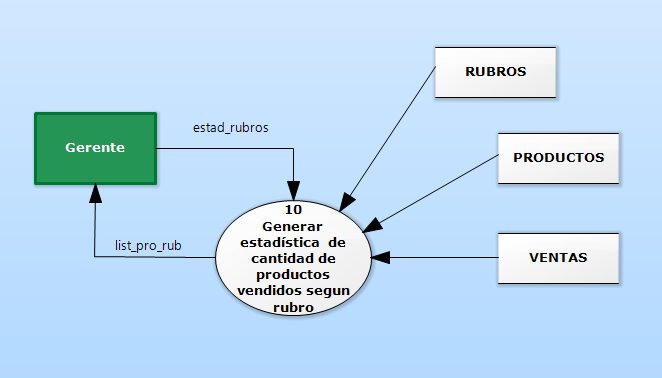 RUBROS
estad_rubros
Gerente
PRODUCTOS
10
Generar
estadística de
cantidad de
productos
vendidos segun
rubro
list_pro_rub
VENTAS